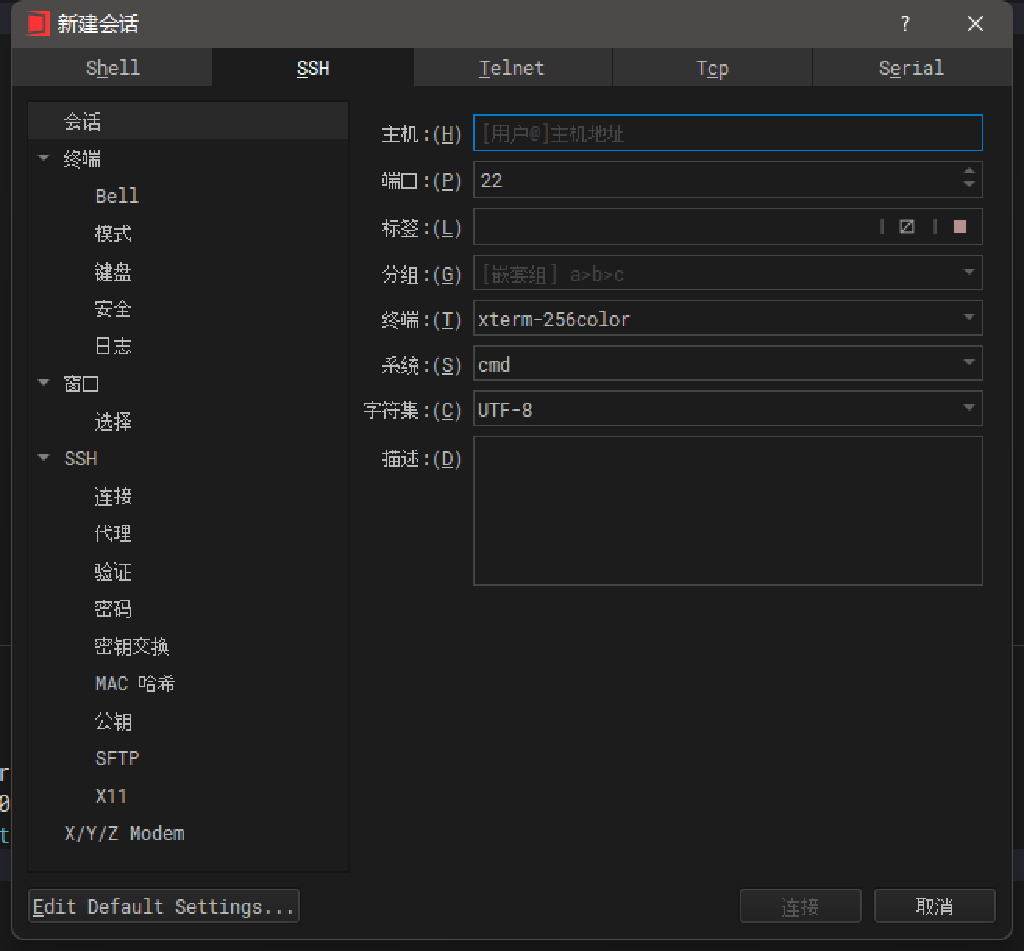 新建会话 ?
Shell SSH Telnet Tcp Serial
会话
终端
Bell
模式
键盘
安全
日志
窗口
选择
SSH
连接
代理
验证
密码
密钥交换
MAC 哈希
公钥
SFTP
X11
X/Y/Z Modem
主机:(H) [用户@]主机地址
端口:(P) 22
标签:(L)
分组:(G) [嵌套组] a>b>c
终端:(T) xterm-256color
系统:(S) cmd
字符集:(C) UTF-8
描述:(D)
r
0
t
Edit Default Settings... 连接 取消